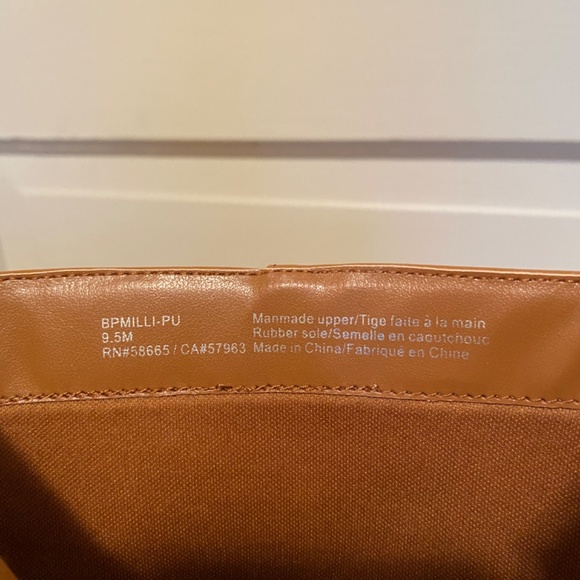 BPMILLI-PU
9.5M
RN#58665 / CA#57963
Manmade upper/Tige faite à la main
Rubber sole/Semelle en caoutchouc
Made in China/Fabriqué en Chine